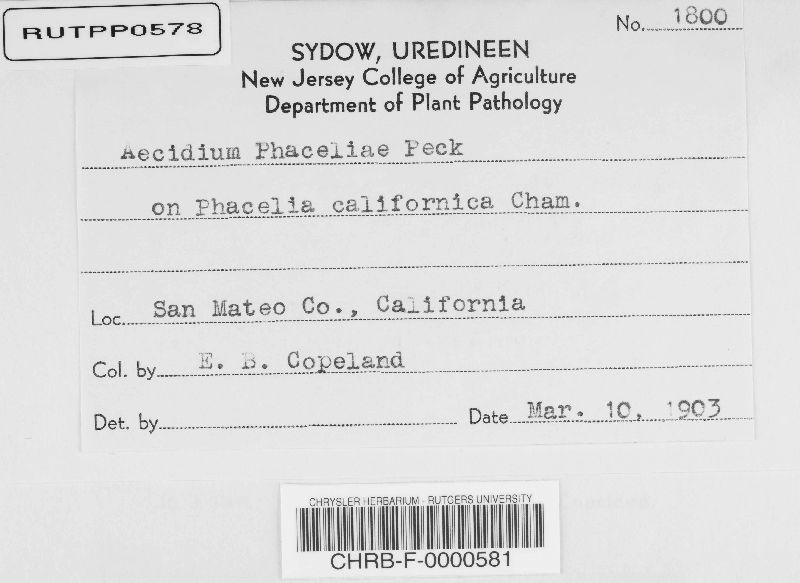 RUTPP0578
No. 1800
SYDOW, UREDINEEN
New Jersey College of Agriculture
Department of Plant Pathology
Aecidium Phaceliae Peck
on Phacelia californica Cham.
Loc. San Mateo Co., California
Col. by E. B. Copeland
Det. by
Date Mar. 10, 1903
CHRYSLER HERBARIUM - RUTGERS UNIVERSITY
CHRB-F-0000581